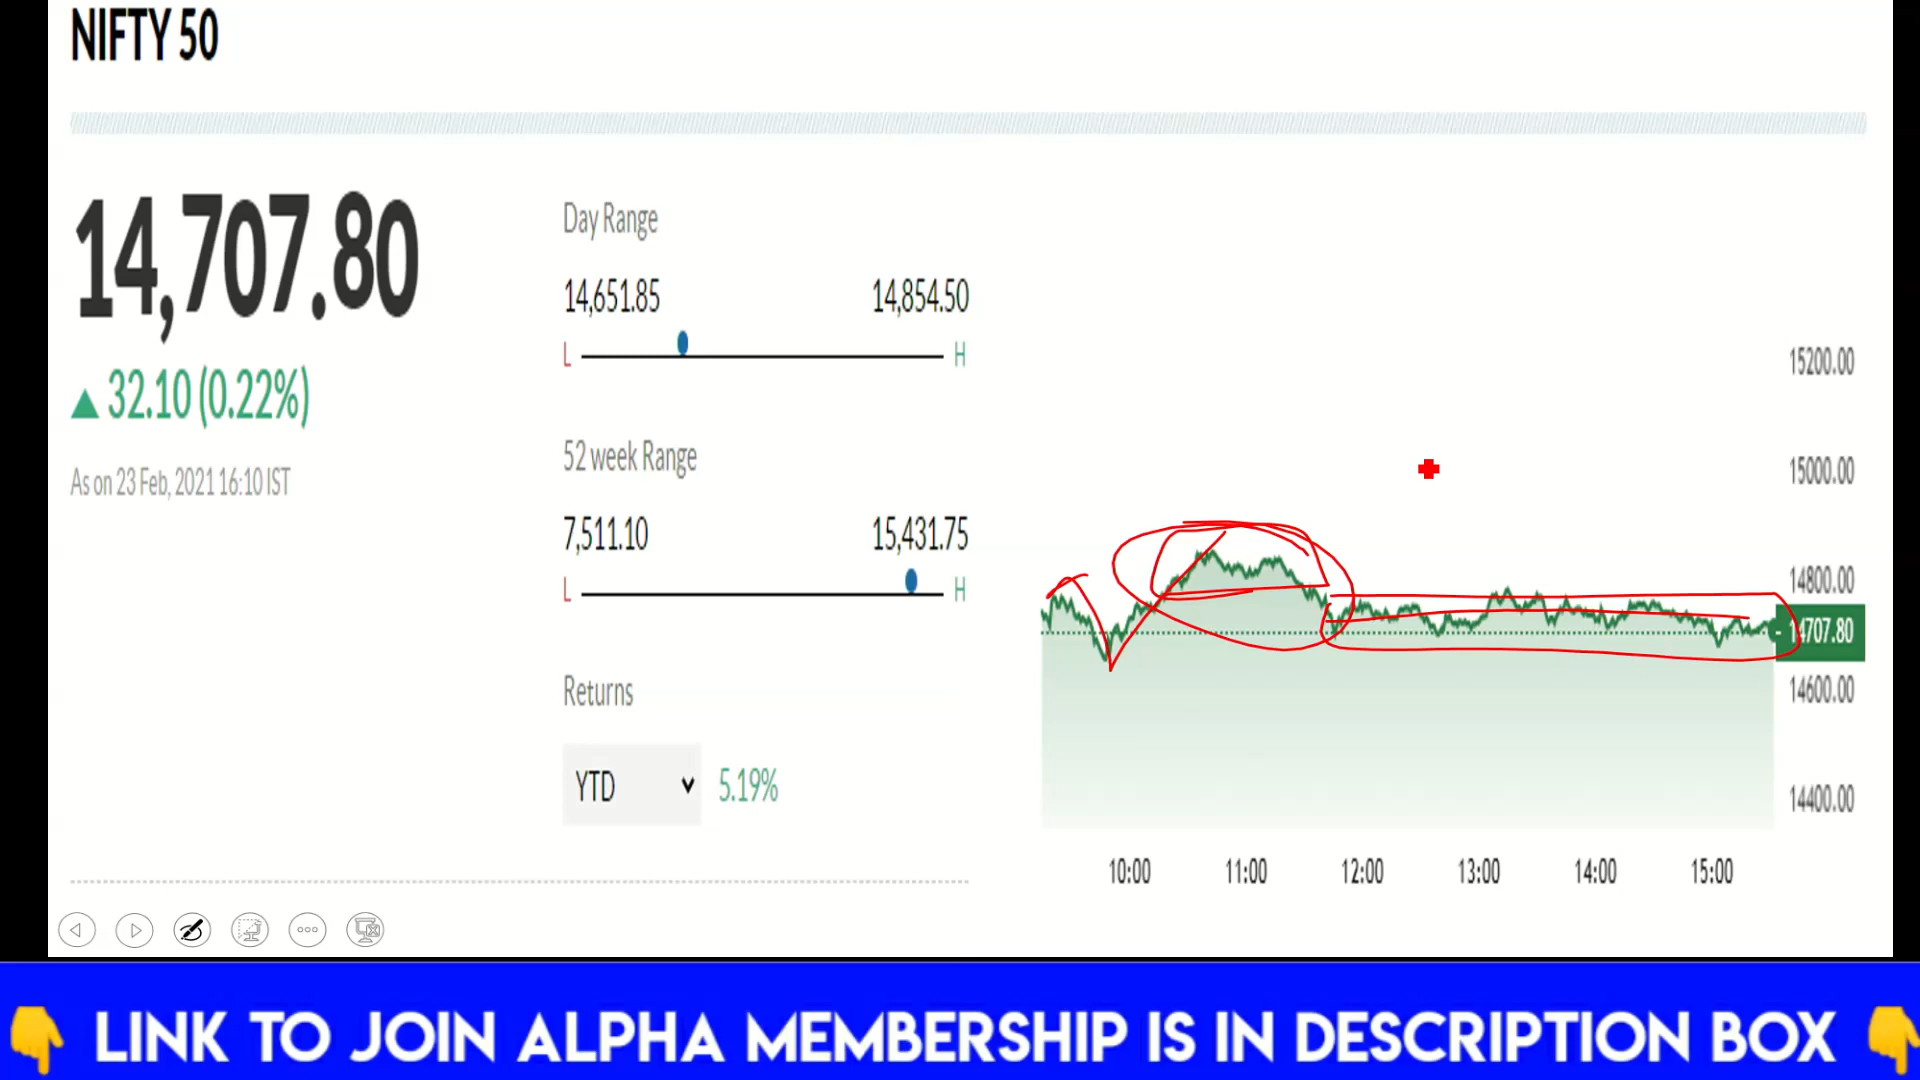 NIFTY 50
14,707.80
▲ 32.10 (0.22%)
As on 23 Feb, 2021 16:10 IST
Day Range
14,651.85 14,854.50
L H
52 week Range
7,511.10 15,431.75
L H
Returns
YTD 5.19%
15200.00
15000.00
14800.00
14707.80
14600.00
14400.00
10:00 11:00 12:00 13:00 14:00 15:00
LINK TO JOIN ALPHA MEMBERSHIP IS IN DESCRIPTION BOX